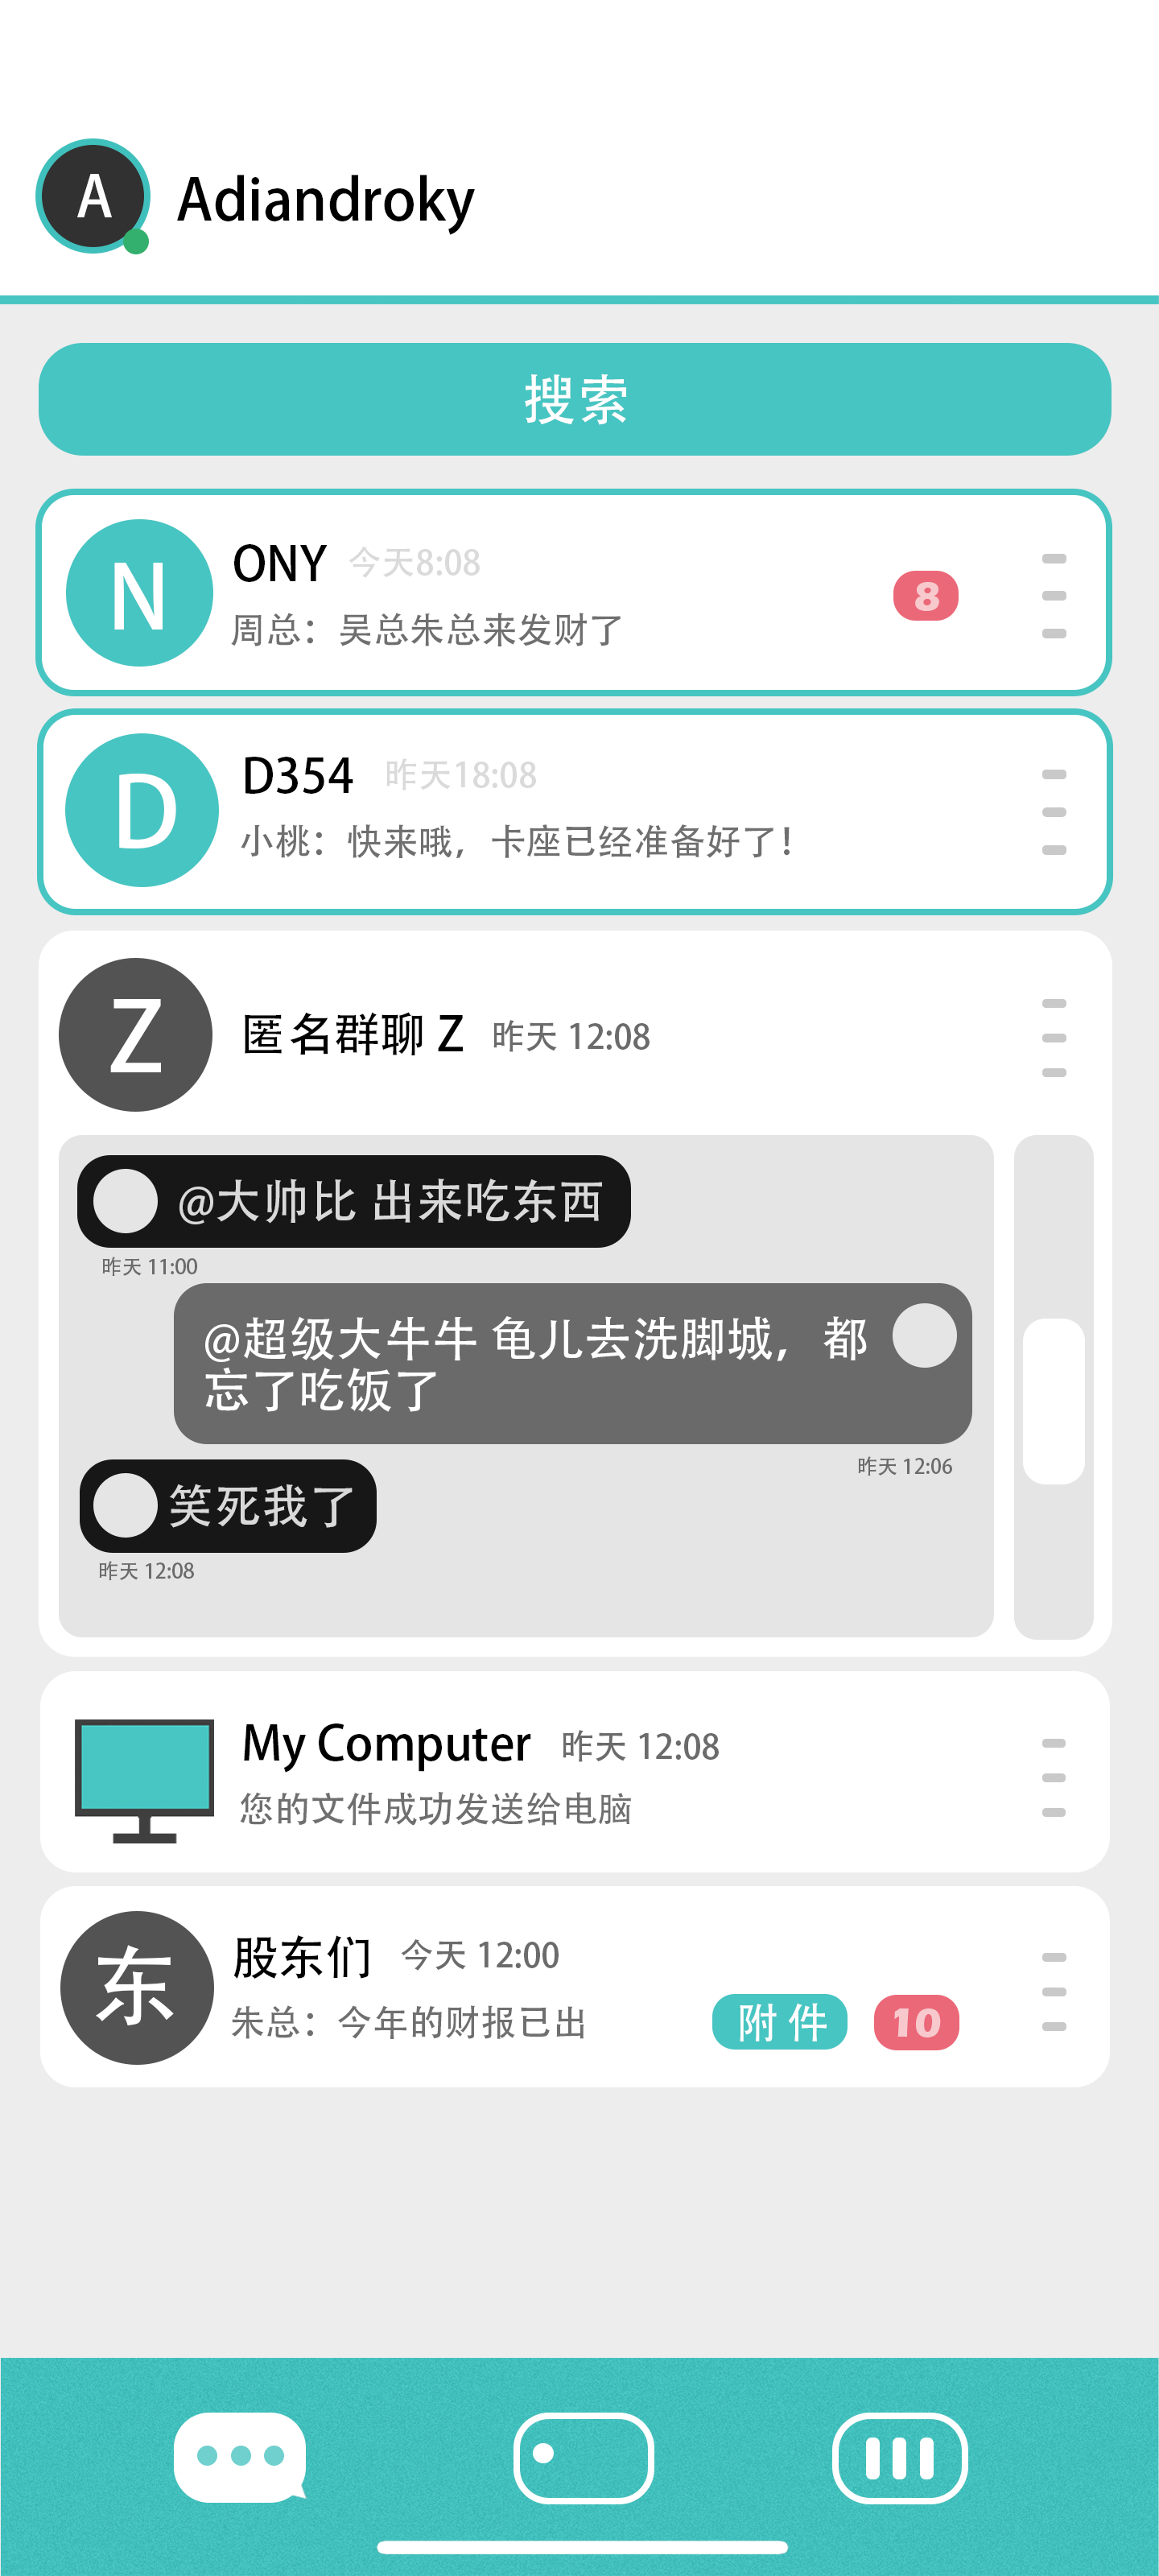 A
Adiandroky
搜索
N
ONY 今天8:08
周总：吴总朱总来发财了
8
D
D354 昨天18:08
小桃：快来哦，卡座已经准备好了！
Z
匿名群聊 Z 昨天 12:08
@大帅比 出来吃东西
昨天 11:00
@超级大牛牛 龟儿去洗脚城，都
忘了吃饭了
昨天 12:06
笑死我了
昨天 12:08
My Computer 昨天 12:08
您的文件成功发送给电脑
东
股东们 今天 12:00
朱总：今年的财报已出
附件
10